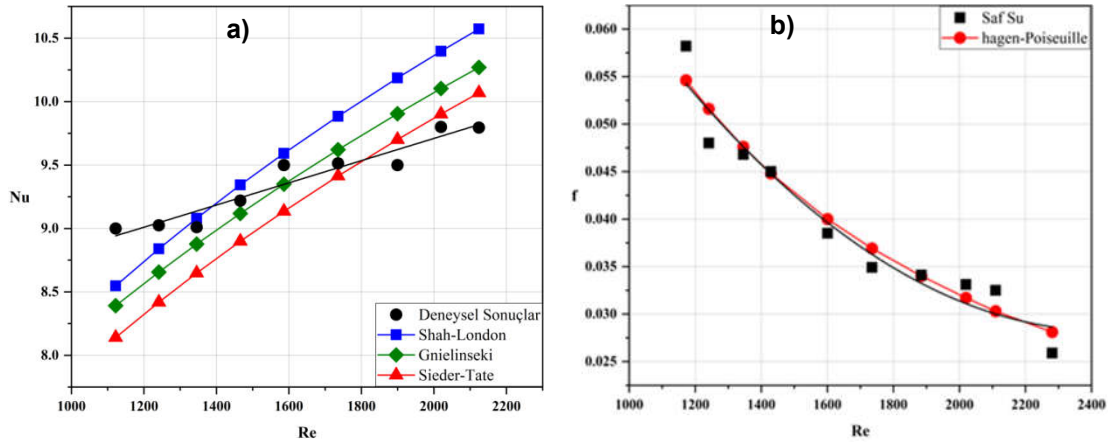 a)
10.5
10.0
9.5
Nu
9.0
8.5
8.0
Deneysel Sonuçlar
Shah-London
Gnielinseki
Sieder-Tate
1000 1200 1400 1600 1800 2000 2200
Re
b)
Saf Su
hagen-Poiseuille
0.060
0.055
0.050
0.045
f
0.040
0.035
0.030
0.025
1000 1200 1400 1600 1800 2000 2200 2400
Re